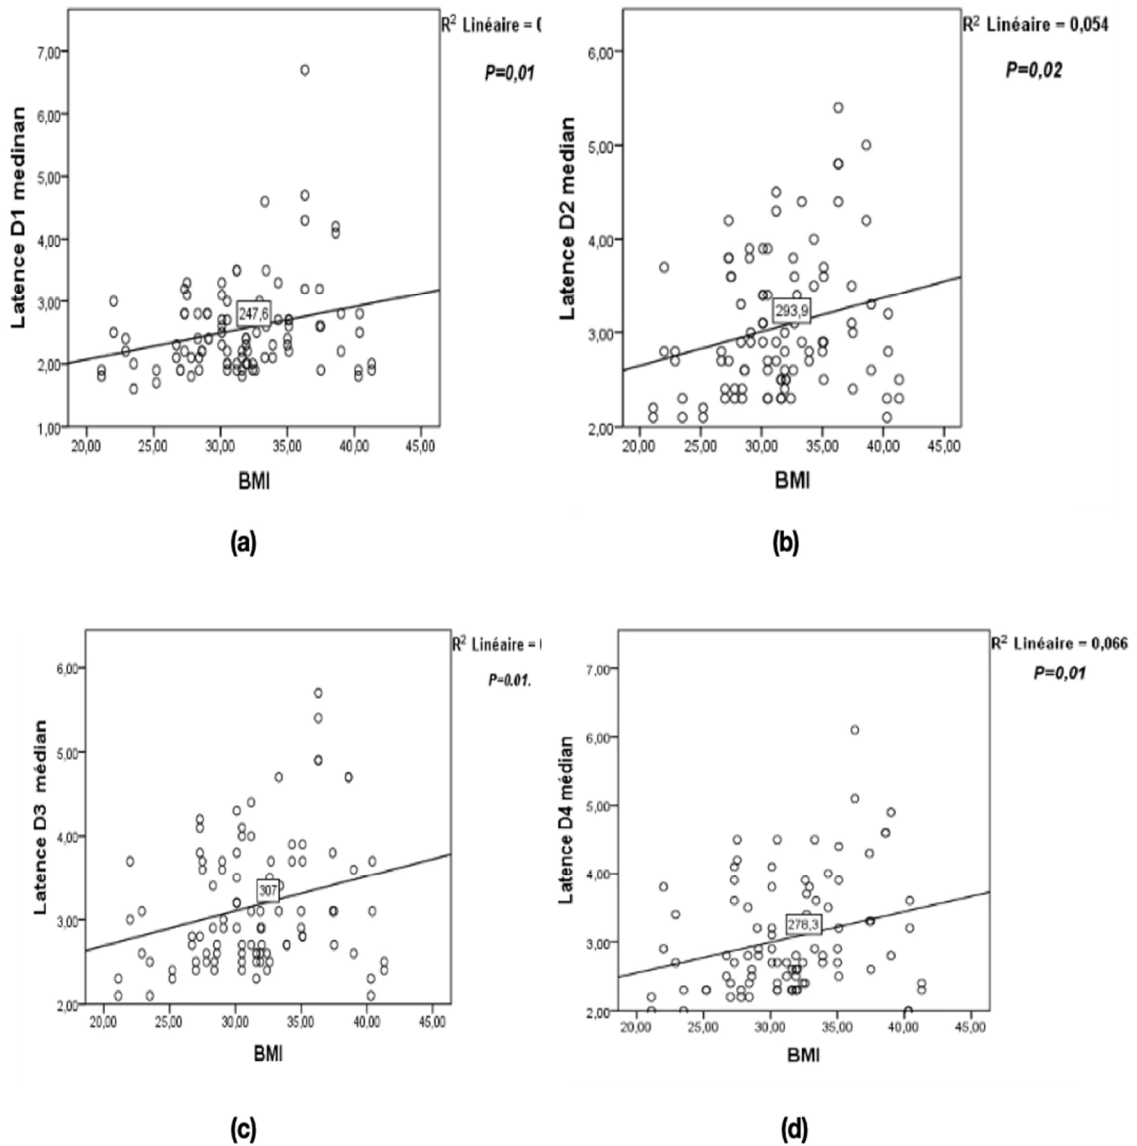 R² Linéaire = 0
P=0,01
7,00
6,00
5,00
4,00
3,00
2,00
1,00
Latence D1 medinan
247,6
20,00 25,00 30,00 35,00 40,00 45,00
BMI
(a)
R² Linéaire = 0,054
P=0,02
6,00
5,00
4,00
3,00
2,00
Latence D2 median
293,9
20,00 25,00 30,00 35,00 40,00 45,00
BMI
(b)
R² Linéaire =
P=0.01.
6,00
5,00
4,00
3,00
2,00
Latence D3 médian
307
20,00 25,00 30,00 35,00 40,00 45,00
BMI
(c)
R² Linéaire = 0,066
P=0,01
7,00
6,00
5,00
4,00
3,00
2,00
Latence D4 médian
278,3
20,00 25,00 30,00 35,00 40,00 45,00
BMI
(d)